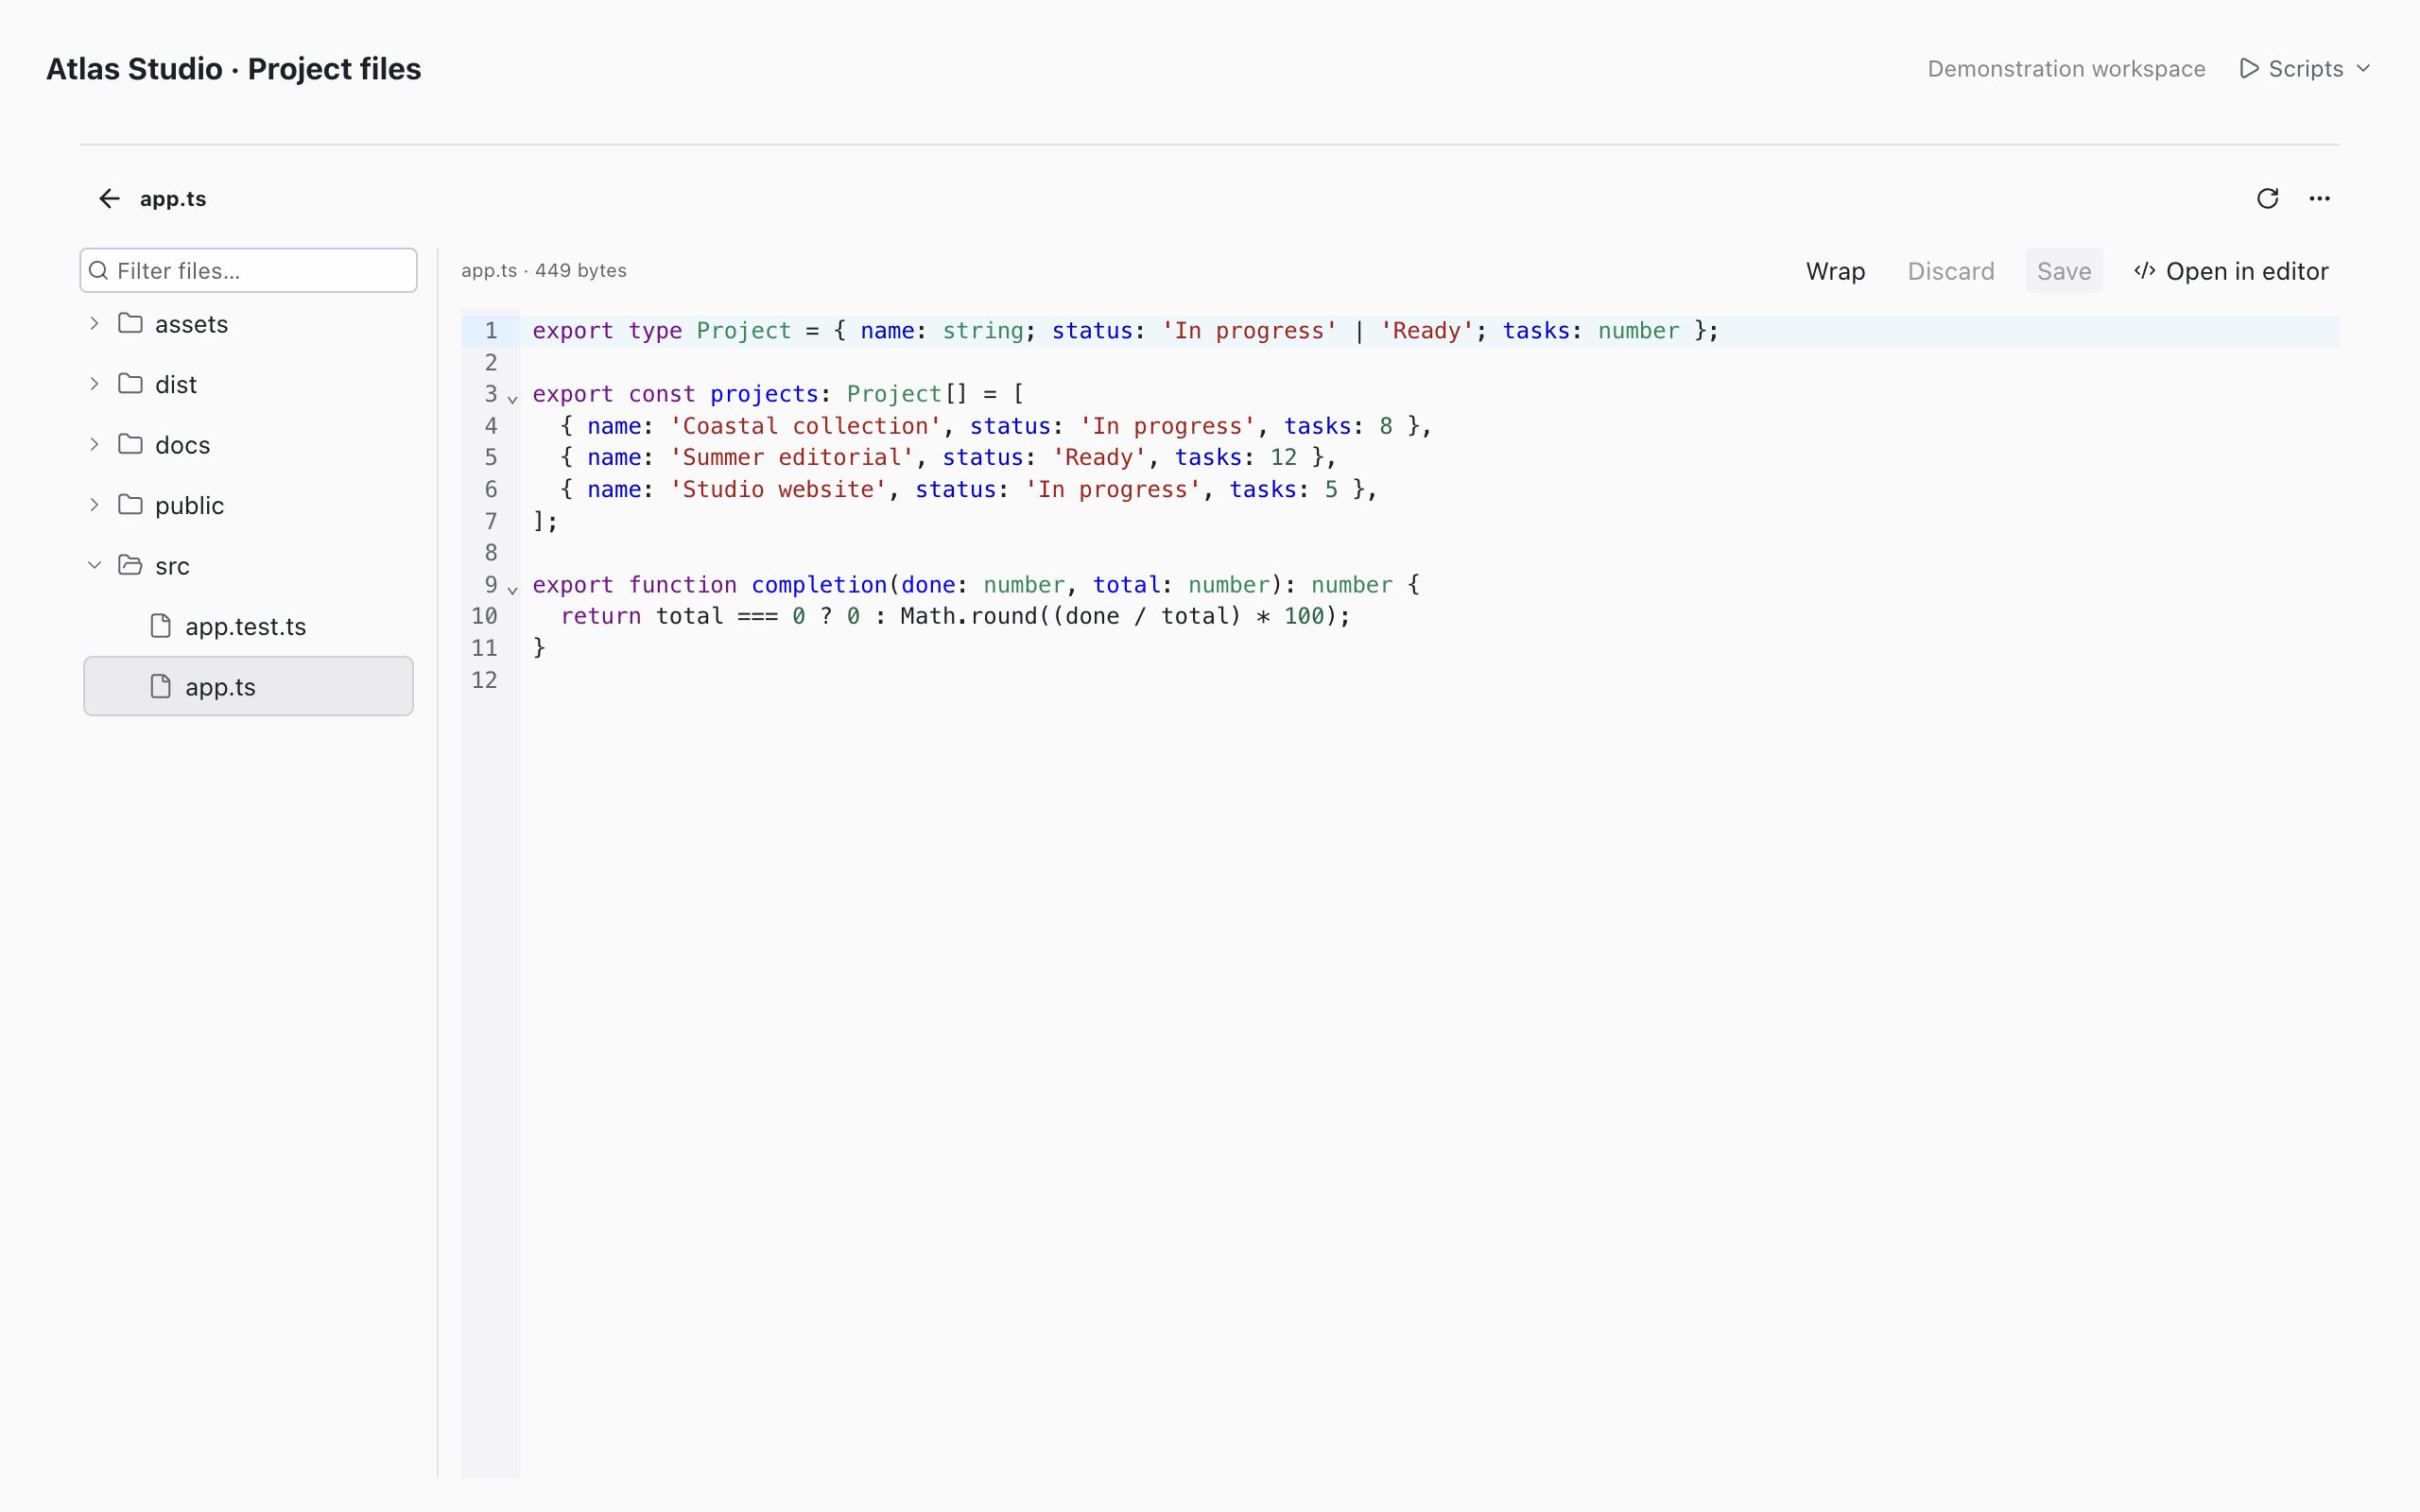 Atlas Studio · Project files
Demonstration workspace
Scripts
app.ts
Filter files...
assets
dist
docs
public
src
app.test.ts
app.ts
app.ts · 449 bytes
Wrap
Discard
Save
</> Open in editor
1 export type Project = { name: string; status: 'In progress' | 'Ready'; tasks: number };
2
3 export const projects: Project[] = [
4   { name: 'Coastal collection', status: 'In progress', tasks: 8 },
5   { name: 'Summer editorial', status: 'Ready', tasks: 12 },
6   { name: 'Studio website', status: 'In progress', tasks: 5 },
7 ];
8
9 export function completion(done: number, total: number): number {
10   return total === 0 ? 0 : Math.round((done / total) * 100);
11 }
12